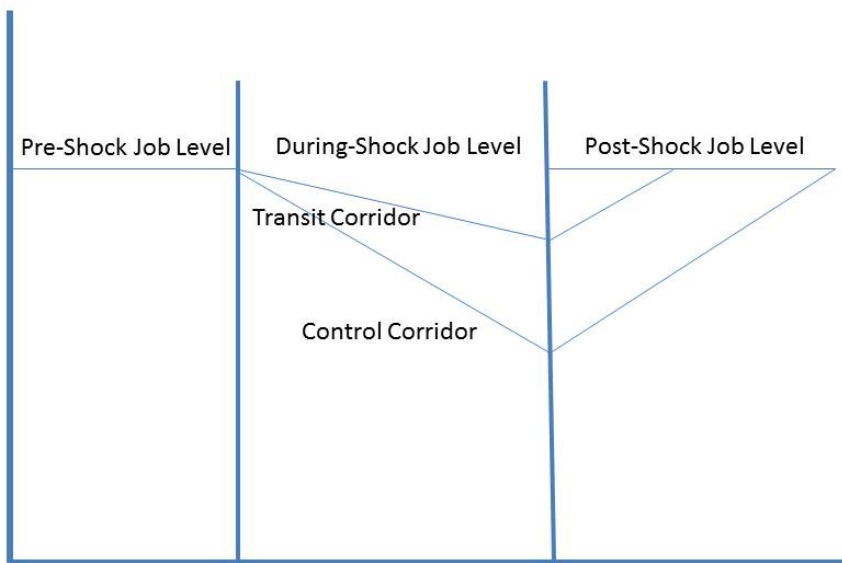 Pre-Shock Job Level
During-Shock Job Level
Post-Shock Job Level
Transit Corridor
Control Corridor